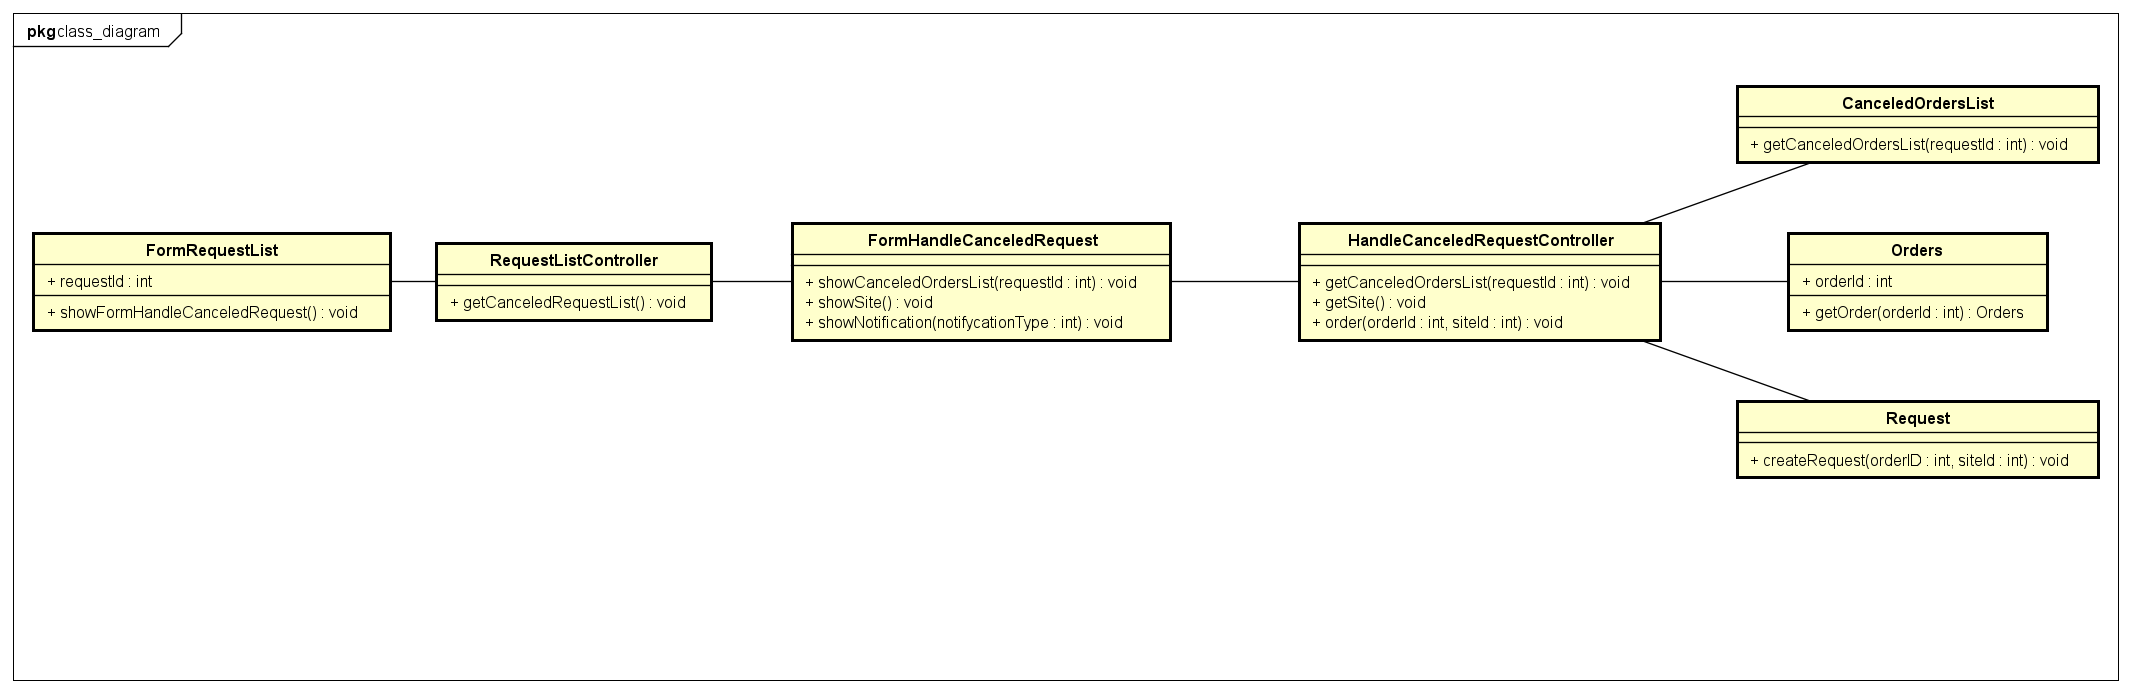 pkg class_diagram
CanceledOrdersList
+ getCanceledOrdersList(requestId : int) : void
FormRequestList
+ requestId : int
+ showFormHandleCanceledRequest() : void
RequestListController
+ getCanceledRequestList() : void
FormHandleCanceledRequest
+ showCanceledOrdersList(requestId : int) : void
+ showSite() : void
+ showNotification(notifycationType : int) : void
HandleCanceledRequestController
+ getCanceledOrdersList(requestId : int) : void
+ getSite() : void
+ order(orderId : int, siteId : int) : void
Orders
+ orderId : int
+ getOrder(orderId : int) : Orders
Request
+ createRequest(orderID : int, siteId : int) : void